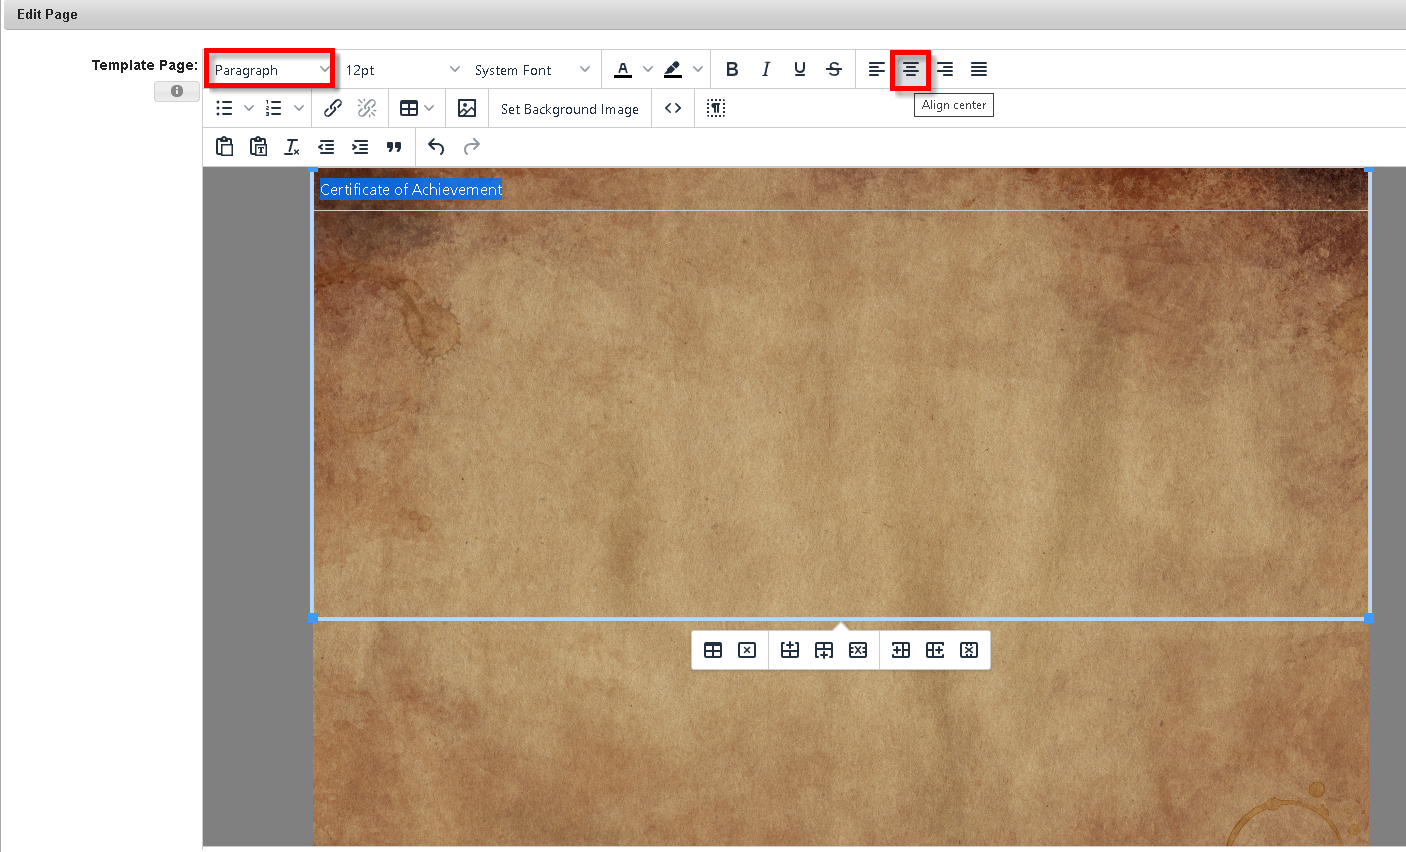 Edit Page
Template Page:
Paragraph 12pt System Font
Set Background Image
Align center
Certificate of Achievement